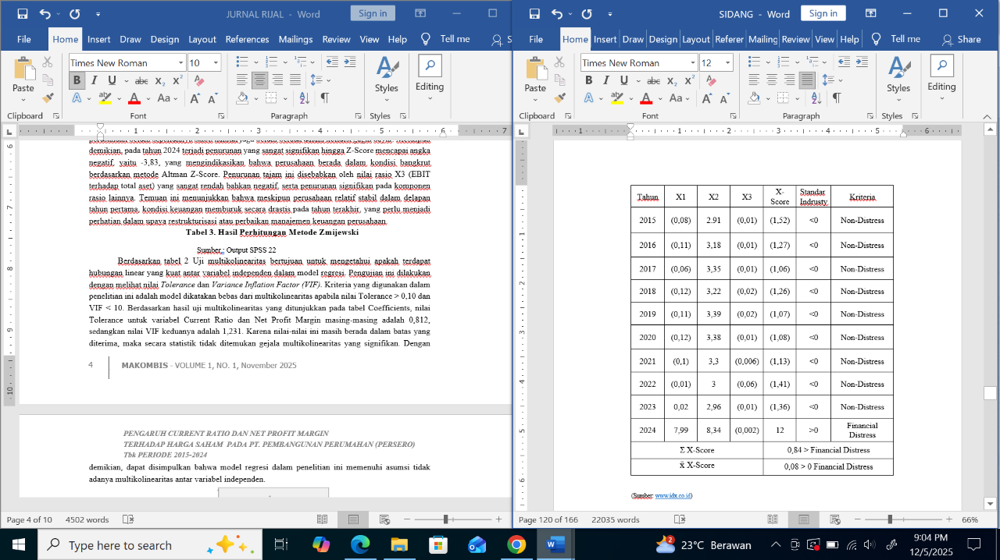 JURNAL RIJAL - Word
Sign in
File Home Insert Draw Design Layout References Mailings Review View Help Tell me
Paste
Times New Roman 10
Styles
Editing
Clipboard Font Paragraph Styles
demikian, pada tahun 2024 terjadi penurunan yang sangat signifikan hingga Z-Score mencapai angka
negatif, yaitu -3,83, yang mengindikasikan bahwa perusahaan berada dalam kondisi bangkrut
berdasarkan metode Altman Z-Score. Penurunan tajam ini disebabkan oleh nilai rasio X3 (EBIT
terhadap total aset) yang sangat rendah bahkan negatif, serta penurunan signifikan pada komponen
rasio lainnya. Temuan ini menunjukkan bahwa meskipun perusahaan relatif stabil dalam delapan
tahun pertama, kondisi keuangan memburuk secara drastis pada tahun terakhir, yang perlu menjadi
perhatian dalam upaya restrukturisasi atau perbaikan manajemen keuangan perusahaan.
Tabel 3. Hasil Perhitungan Metode Zmijewski
Sumber : Output SPSS 22
Berdasarkan tabel 2 Uji multikolinearitas bertujuan untuk mengetahui apakah terdapat
hubungan linear yang kuat antar variabel independen dalam model regresi. Pengujian ini dilakukan
dengan melihat nilai Tolerance dan Variance Inflation Factor (VIF). Kriteria yang digunakan dalam
penelitian ini adalah model dikatakan bebas dari multikolinearitas apabila nilai Tolerance > 0,10 dan
VIF < 10. Berdasarkan hasil uji multikolinearitas yang ditunjukkan pada tabel Coefficients, nilai
Tolerance untuk variabel Current Ratio dan Net Profit Margin masing-masing adalah 0,812,
sedangkan nilai VIF keduanya adalah 1,231. Karena nilai-nilai ini masih berada dalam batas yang
diterima, maka secara statistik tidak ditemukan gejala multikolinearitas yang signifikan. Dengan
4 MAKOMBIS - VOLUME 1, NO. 1, November 2025
PENGARUH CURRENT RATIO DAN NET PROFIT MARGIN
TERHADAP HARGA SAHAM PADA PT. PEMBANGUNAN PERUMAHAN (PERSERO)
Tbk PERIODE 2015-2024
demikian, dapat disimpulkan bahwa model regresi dalam penelitian ini memenuhi asumsi tidak
adanya multikolinearitas antar variabel independen.
Page 4 of 10 4502 words
SIDANG - Word
Sign in
File Home Insert Draw Design Layout Referer Mailing Review View Help Tell me Share
Paste
Times New Roman 12
Styles
Editing
Clipboard Font Paragraph Styles
Tahun X1 X2 X3 X-Score Standar Indrusty Kriteria
2015 (0,08) 2.91 (0,01) (1,52) <0 Non-Distress
2016 (0,11) 3,18 (0,01) (1,27) <0 Non-Distress
2017 (0,06) 3,35 (0,01) (1,06) <0 Non-Distress
2018 (0,12) 3,22 (0,02) (1,26) <0 Non-Distress
2019 (0,11) 3,39 (0,02) (1,07) <0 Non-Distress
2020 (0,12) 3,38 (0,01) (1,08) <0 Non-Distress
2021 (0,1) 3,3 (0,006) (1,13) <0 Non-Distress
2022 (0,01) 3 (0,06) (1,41) <0 Non-Distress
2023 0,02 2,96 (0,01) (1,36) <0 Non-Distress
2024 7,99 8,34 (0,002) 12 >0 Financial Distress
Σ X-Score 0,84 > Financial Distress
x̄ X-Score 0,08 > 0 Financial Distress
(Sumber: www.idx.co.id)
Page 120 of 166 22035 words 66%
Type here to search
2
23°C Berawan
9:04 PM
12/5/2025